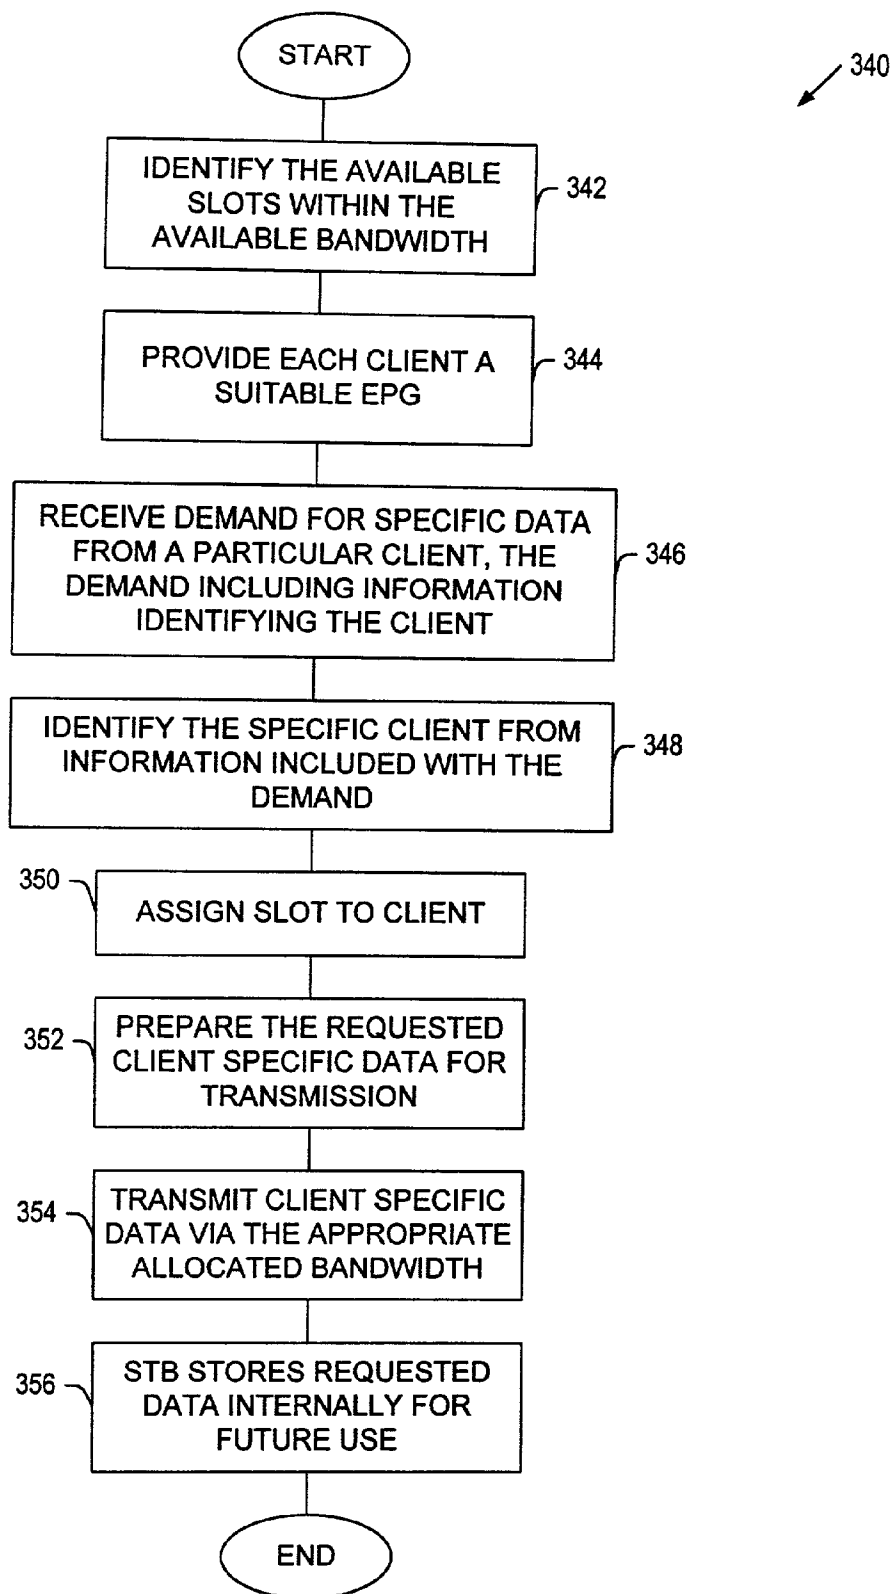 START
340
IDENTIFY THE AVAILABLE
SLOTS WITHIN THE
AVAILABLE BANDWIDTH
342
PROVIDE EACH CLIENT A
SUITABLE EPG
344
RECEIVE DEMAND FOR SPECIFIC DATA
FROM A PARTICULAR CLIENT, THE
DEMAND INCLUDING INFORMATION
IDENTIFYING THE CLIENT
346
IDENTIFY THE SPECIFIC CLIENT FROM
INFORMATION INCLUDED WITH THE
DEMAND
348
350
ASSIGN SLOT TO CLIENT
352
PREPARE THE REQUESTED
CLIENT SPECIFIC DATA FOR
TRANSMISSION
354
TRANSMIT CLIENT SPECIFIC
DATA VIA THE APPROPRIATE
ALLOCATED BANDWIDTH
356
STB STORES REQUESTED
DATA INTERNALLY FOR
FUTURE USE
END